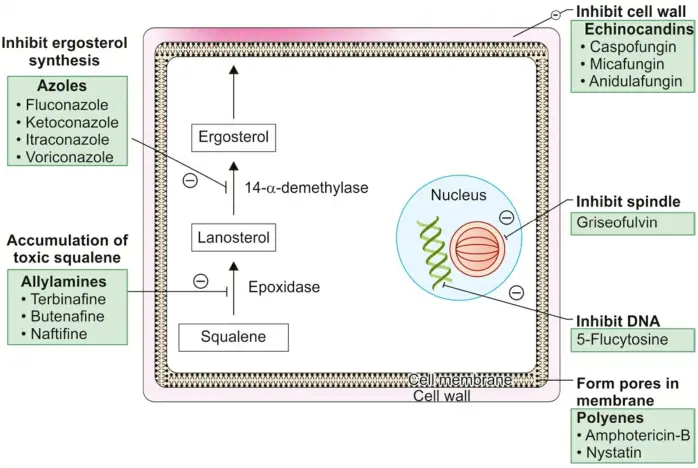 Inhibit ergosterol
synthesis
Azoles
• Fluconazole
• Ketoconazole
• Itraconazole
• Voriconazole
Accumulation of
toxic squalene
Allylamines
• Terbinafine
• Butenafine
• Naftifine
Ergosterol
14-α-demethylase
Lanosterol
Epoxidase
Squalene
Nucleus
Cell membrane
Cell wall
Inhibit cell wall
Echinocandins
• Caspofungin
• Micafungin
• Anidulafungin
Inhibit spindle
Griseofulvin
Inhibit DNA
5-Flucytosine
Form pores in
membrane
Polyenes
• Amphotericin-B
• Nystatin